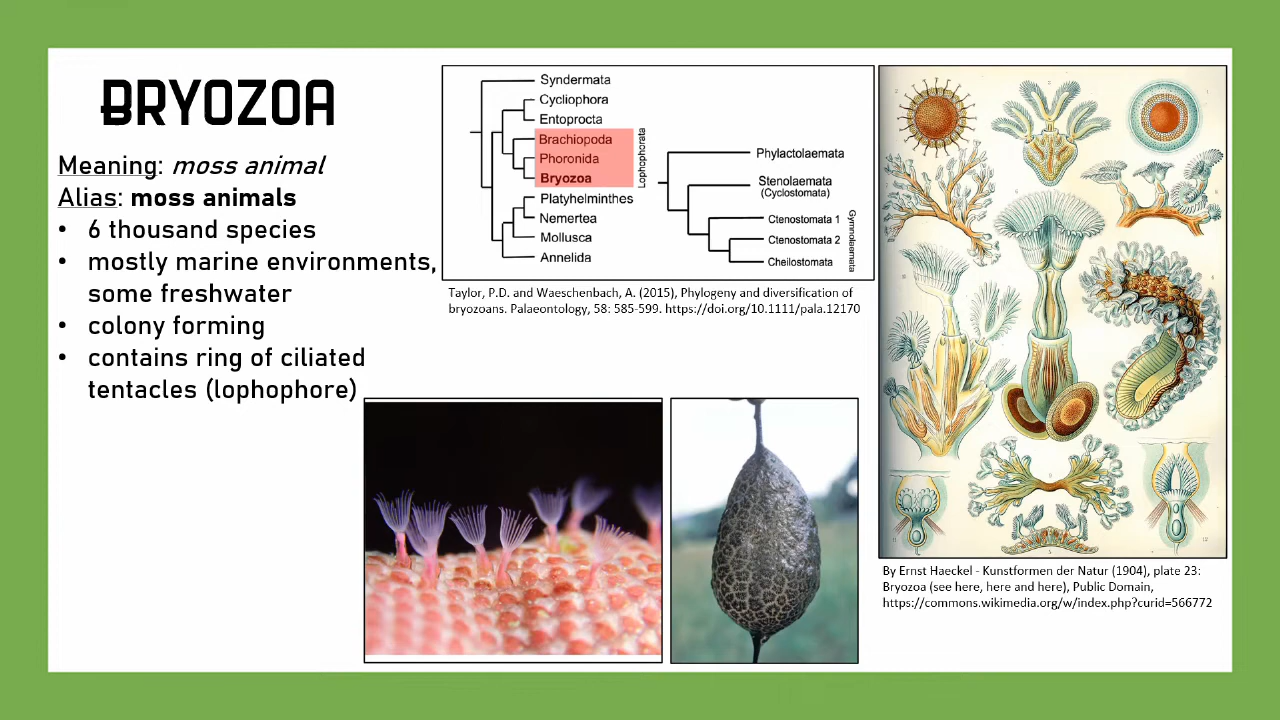 BRYOZOA
Meaning: moss animal
Alias: moss animals
• 6 thousand species
• mostly marine environments,
some freshwater
• colony forming
• contains ring of ciliated
tentacles (lophophore)
Syndermata
Cycliophora
Entoprocta
Brachiopoda
Phoronida
Bryozoa
Platyhelminthes
Nemertea
Mollusca
Annelida
Lophophorata
Phylactolaemata
Stenolaemata
(Cyclostomata)
Ctenostomata 1
Ctenostomata 2
Cheilostomata
Gymnolaemata
Taylor, P.D. and Waeschenbach, A. (2015), Phylogeny and diversification of
bryozoans. Palaeontology, 58: 585-599. https://doi.org/10.1111/pala.12170
By Ernst Haeckel - Kunstformen der Natur (1904), plate 23:
Bryozoa (see here, here and here), Public Domain,
https://commons.wikimedia.org/w/index.php?curid=566772